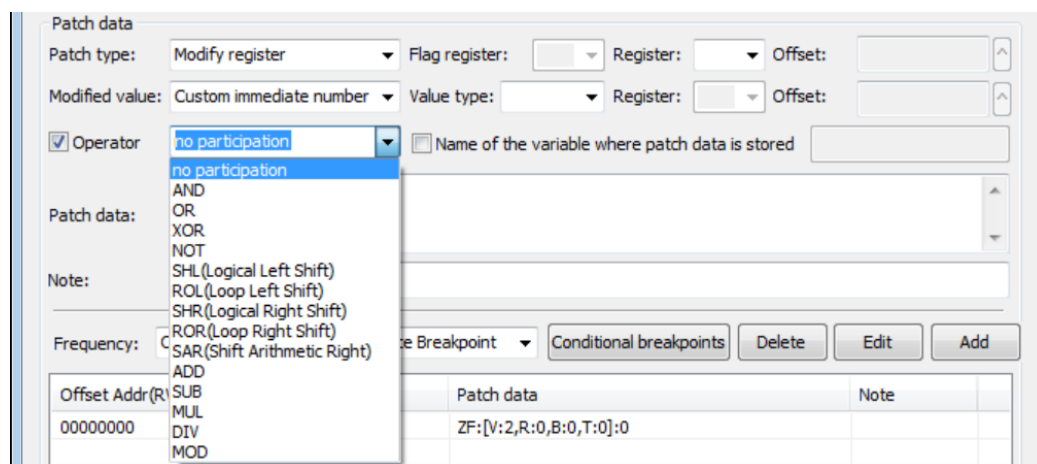 Patch data
Patch type: Modify register Flag register: Register: Offset:
Modified value: Custom immediate number Value type: Register: Offset:
Operator no participation Name of the variable where patch data is stored
no participation
AND
OR
XOR
Patch data:
NOT
SHL(Logical Left Shift)
Note:
ROL(Loop Left Shift)
SHR(Logical Right Shift)
ROR(Loop Right Shift)
Frequency: Breakpoint Conditional breakpoints Delete Edit Add
SAR(Shift Arithmetic Right)
ADD
Offset Addr(R Patch data Note
SUB
MUL
00000000 ZF:[V:2,R:0,B:0,T:0]:0
DIV
MOD